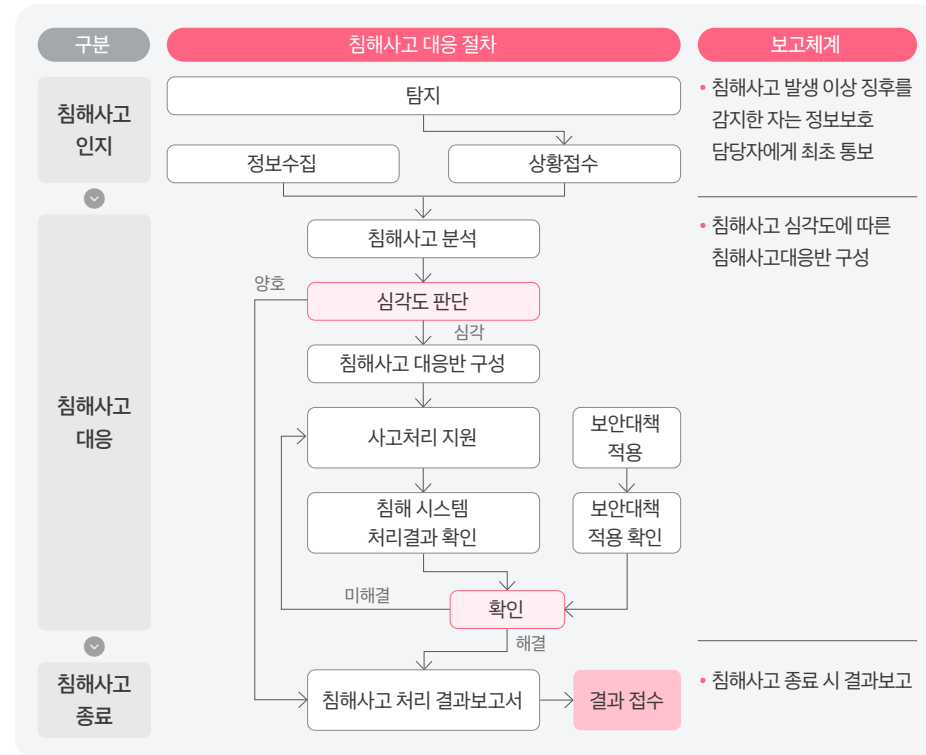 구분
침해사고 대응 절차
보고체계
침해사고
인지
탐지
정보수집
상황접수
• 침해사고 발생 이상 징후를
감지한 자는 정보보호
담당자에게 최초 통보
침해사고
대응
침해사고 분석
양호
심각도 판단
심각
침해사고 대응반 구성
사고처리 지원
보안대책
적용
침해 시스템
처리결과 확인
보안대책
적용 확인
미해결
확인
해결
• 침해사고 심각도에 따른
침해사고대응반 구성
침해사고
종료
침해사고 처리 결과보고서
결과 접수
• 침해사고 종료 시 결과보고